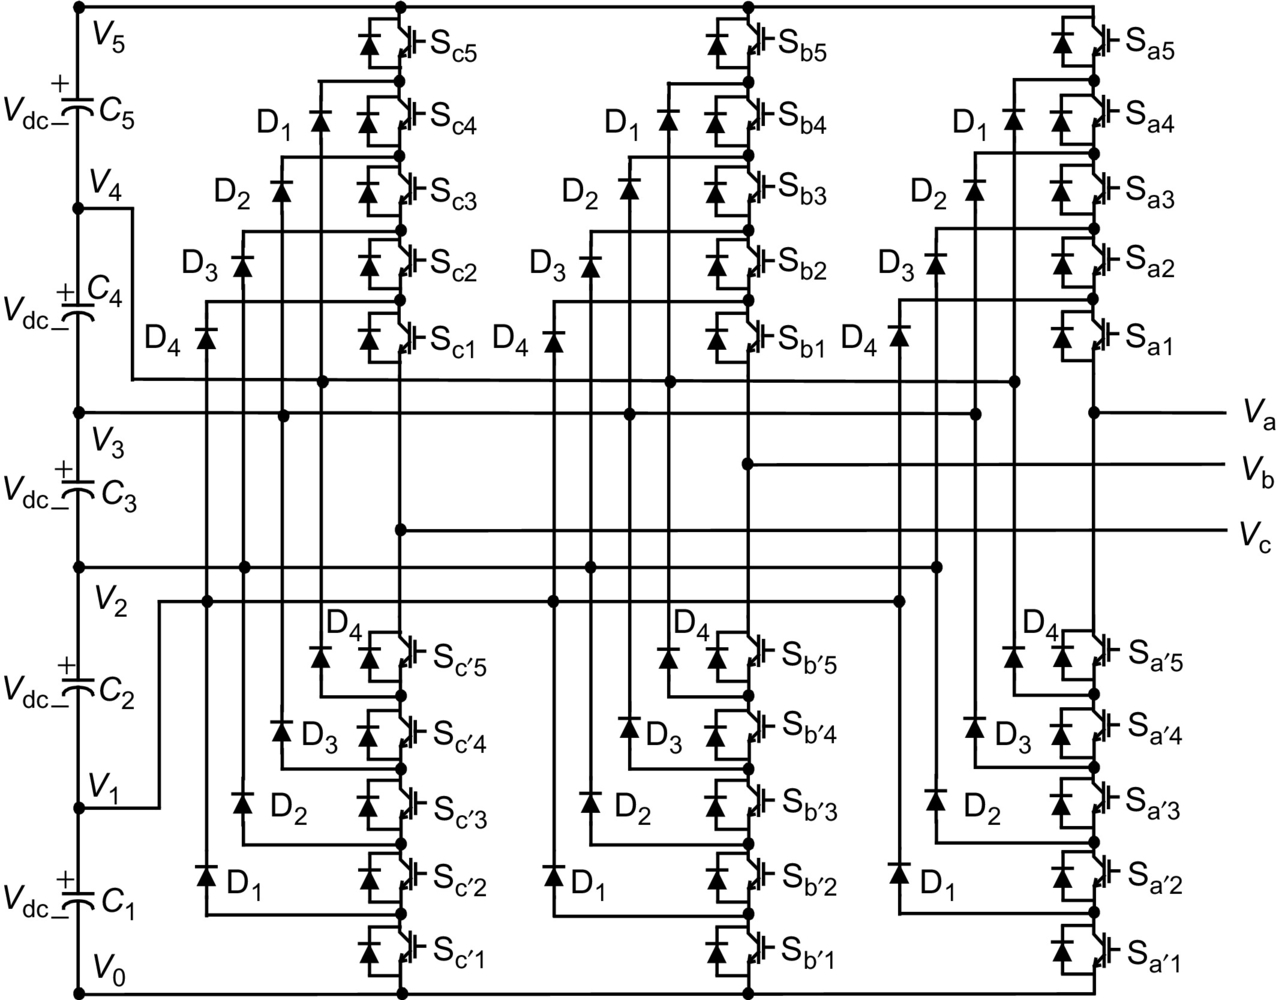 V5 Sc5 Sb5 Sa5
+ Vdc − C5 D1 Sc4 D1 Sb4 D1 Sa4
V4 D2 Sc3 D2 Sb3 D2 Sa3
+ Vdc − C4 D3 Sc2 D3 Sb2 D3 Sa2
D4 Sc1 D4 Sb1 D4 Sa1
Va
V3
+ Vdc − C3 Vb
Vc
V2
D4 Sc′5 D4 Sb′5 D4 Sa′5
+ Vdc − C2 D3 Sc′4 D3 Sb′4 D3 Sa′4
V1 D2 Sc′3 D2 Sb′3 D2 Sa′3
+ Vdc − C1 D1 Sc′2 D1 Sb′2 D1 Sa′2
V0 Sc′1 Sb′1 Sa′1